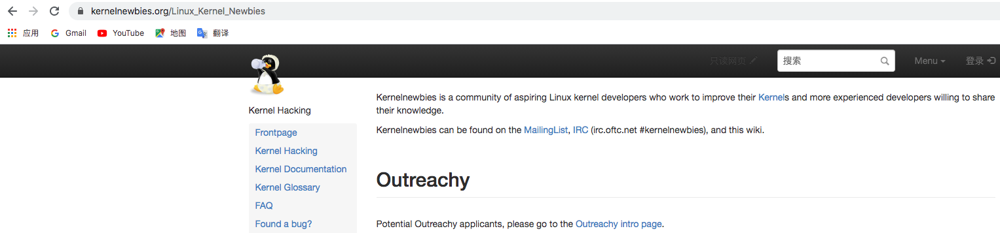 kernelnewbies.org/Linux_Kernel_Newbies
应用 Gmail YouTube 地图 翻译
只读网页 搜索 Menu 登录
Kernel Hacking
Frontpage
Kernel Hacking
Kernel Documentation
Kernel Glossary
FAQ
Found a bug?
Kernelnewbies is a community of aspiring Linux kernel developers who work to improve their Kernels and more experienced developers willing to share
their knowledge.
Kernelnewbies can be found on the MailingList, IRC (irc.oftc.net #kernelnewbies), and this wiki.
Outreachy
Potential Outreachy applicants, please go to the Outreachy intro page.